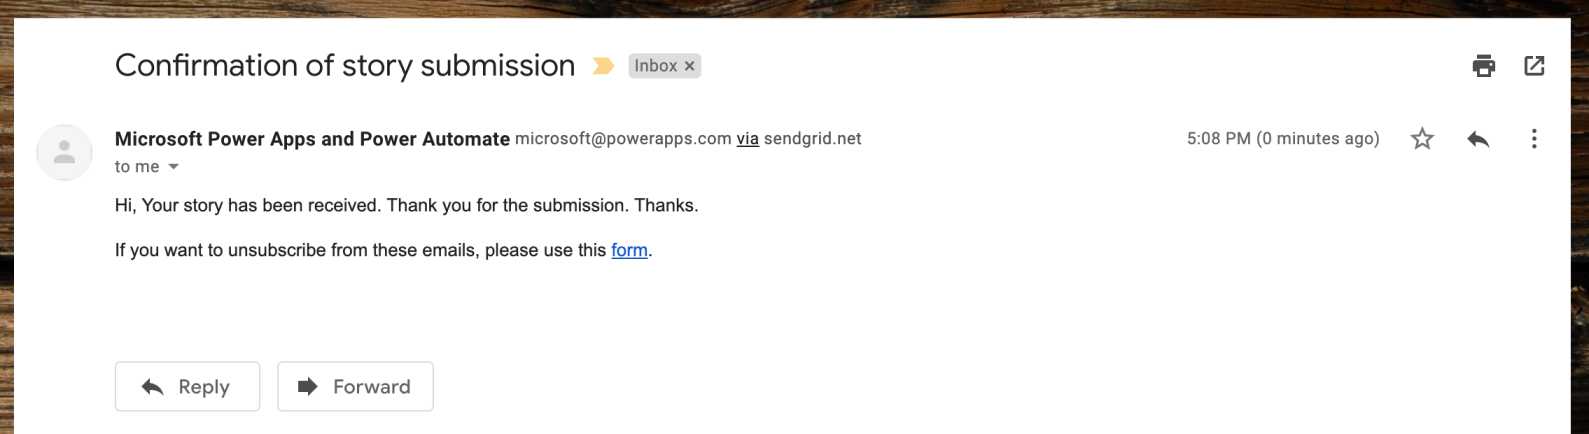 Confirmation of story submission Inbox ×
Microsoft Power Apps and Power Automate microsoft@powerapps.com via sendgrid.net 5:08 PM (0 minutes ago)
to me
Hi, Your story has been received. Thank you for the submission. Thanks.
If you want to unsubscribe from these emails, please use this form.
Reply Forward